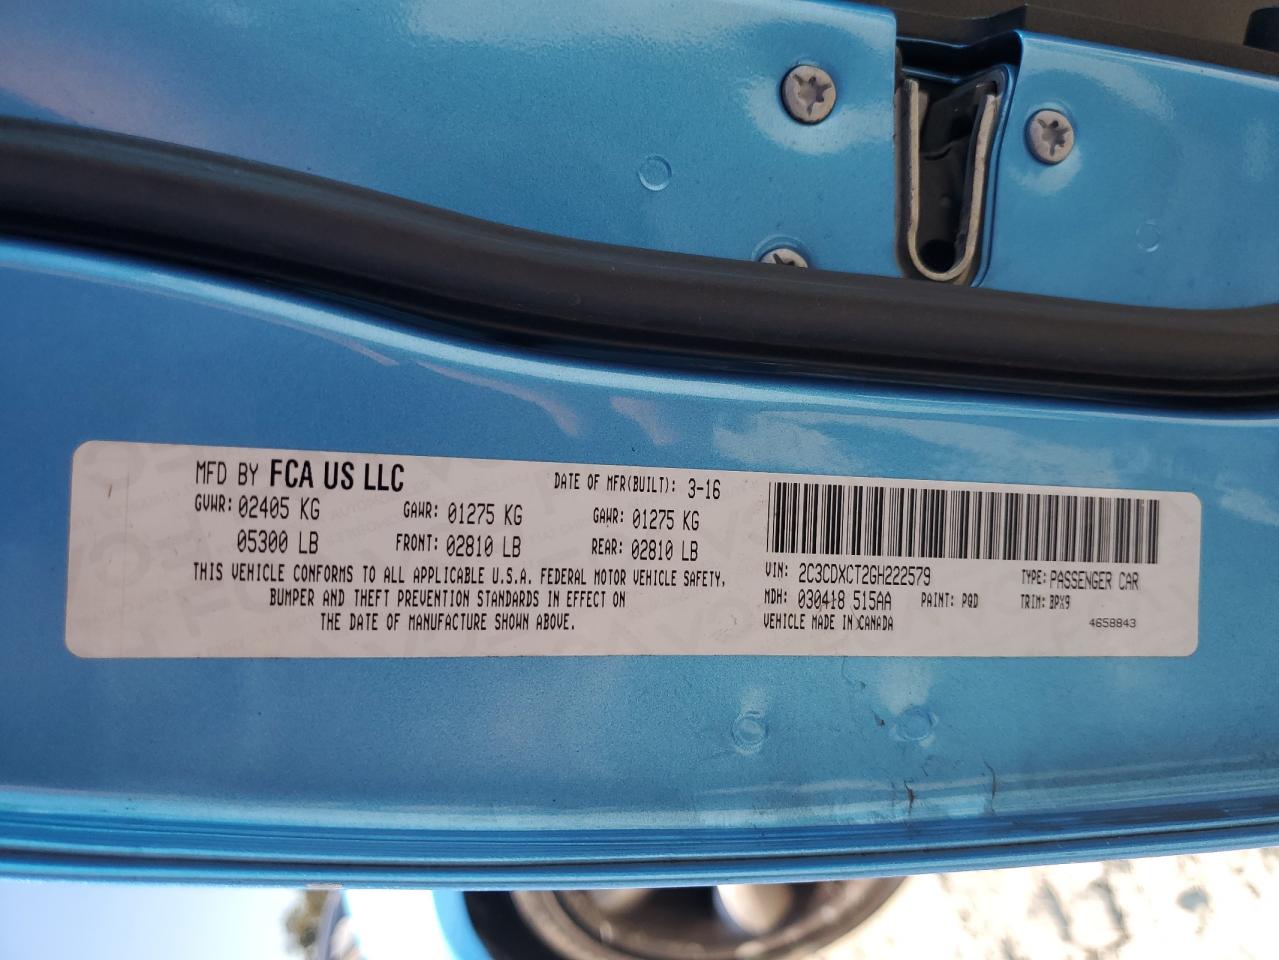 MFD BY FCA US LLC
DATE OF MFR(BUILT): 3-16
GVWR: 02405 KG
05300 LB
GAWR: 01275 KG
FRONT: 02810 LB
GAWR: 01275 KG
REAR: 02810 LB
THIS VEHICLE CONFORMS TO ALL APPLICABLE U.S.A. FEDERAL MOTOR VEHICLE SAFETY,
BUMPER AND THEFT PREVENTION STANDARDS IN EFFECT ON
THE DATE OF MANUFACTURE SHOWN ABOVE.
VIN: 2C3CDXCT2GH222579 TYPE: PASSENGER CAR
MDH: 030418 515AA PAINT: PQD TRIM: BPX9
VEHICLE MADE IN CANADA 4658843